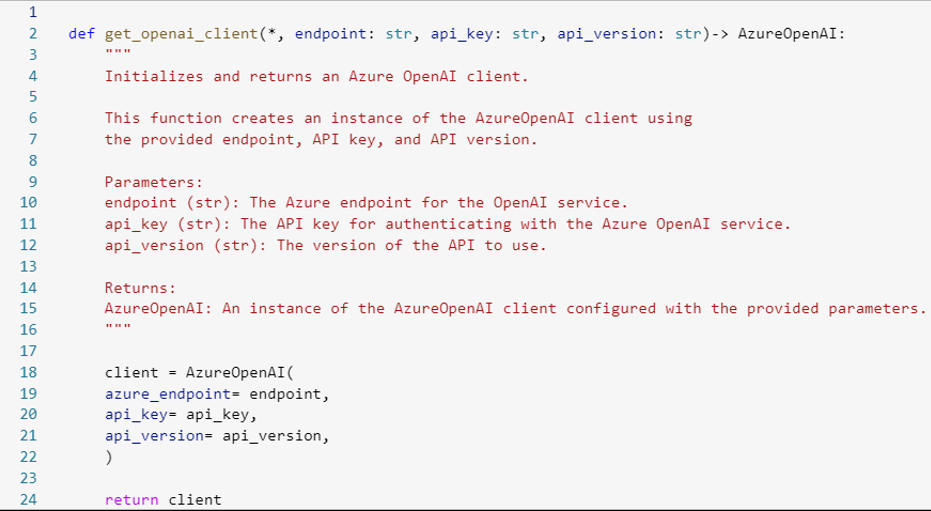 1
2 def get_openai_client(*, endpoint: str, api_key: str, api_version: str)-> AzureOpenAI:
3 """
4 Initializes and returns an Azure OpenAI client.
5
6 This function creates an instance of the AzureOpenAI client using
7 the provided endpoint, API key, and API version.
8
9 Parameters:
10 endpoint (str): The Azure endpoint for the OpenAI service.
11 api_key (str): The API key for authenticating with the Azure OpenAI service.
12 api_version (str): The version of the API to use.
13
14 Returns:
15 AzureOpenAI: An instance of the AzureOpenAI client configured with the provided parameters.
16 """
17
18 client = AzureOpenAI(
19 azure_endpoint= endpoint,
20 api_key= api_key,
21 api_version= api_version,
22 )
23
24 return client